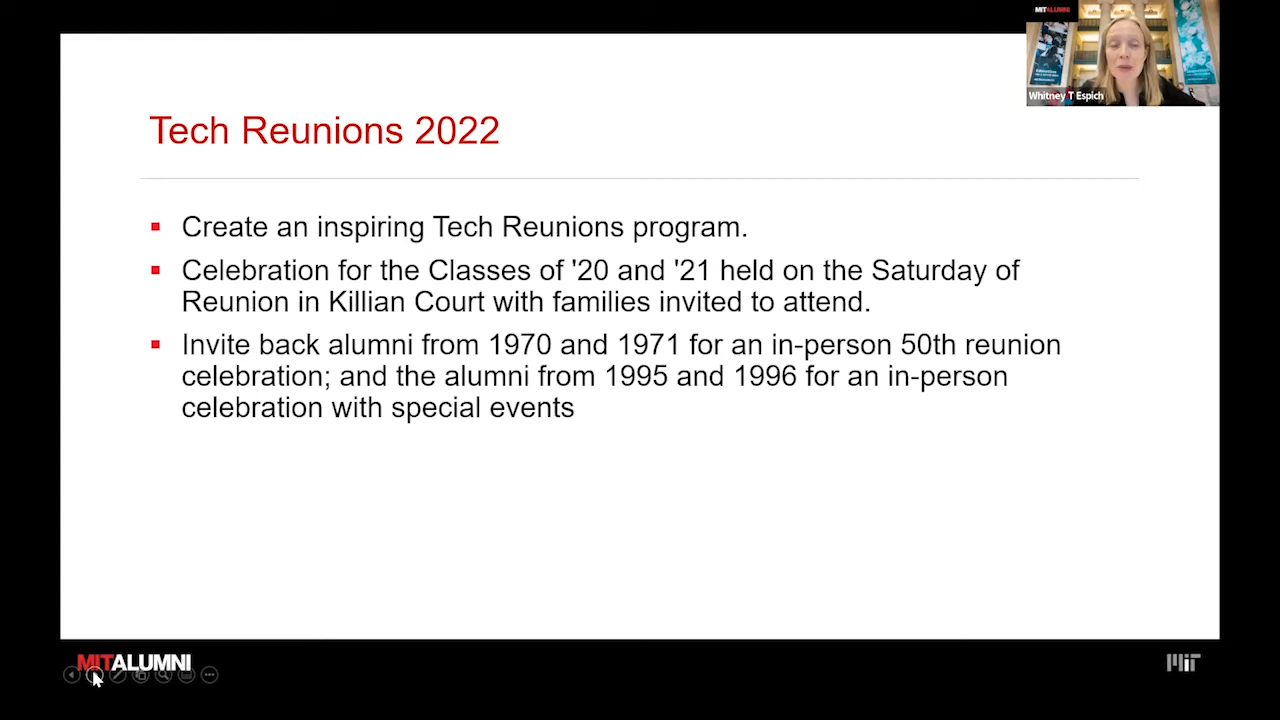 MITALUMNI
Whitney T Espich
Tech Reunions 2022
Create an inspiring Tech Reunions program.
Celebration for the Classes of '20 and '21 held on the Saturday of
Reunion in Killian Court with families invited to attend.
Invite back alumni from 1970 and 1971 for an in-person 50th reunion
celebration; and the alumni from 1995 and 1996 for an in-person
celebration with special events
MITALUMNI
MIT